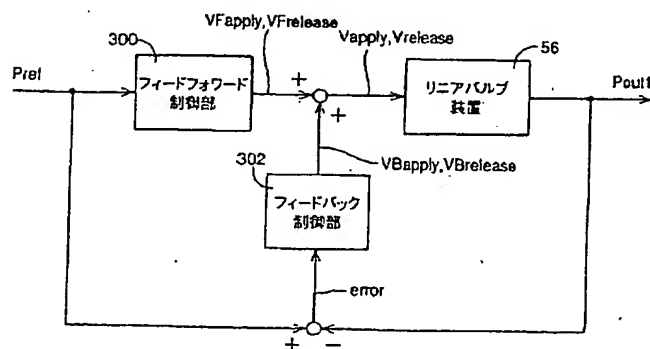 VFapply,VFrelease
300
Vapply,Vrelease
56
Pref
フィードフォワード
制御部
+
+
リニアバルブ
装置
Pout1
VBapply,VBrelease
302
フィードバック
制御部
error
+
−